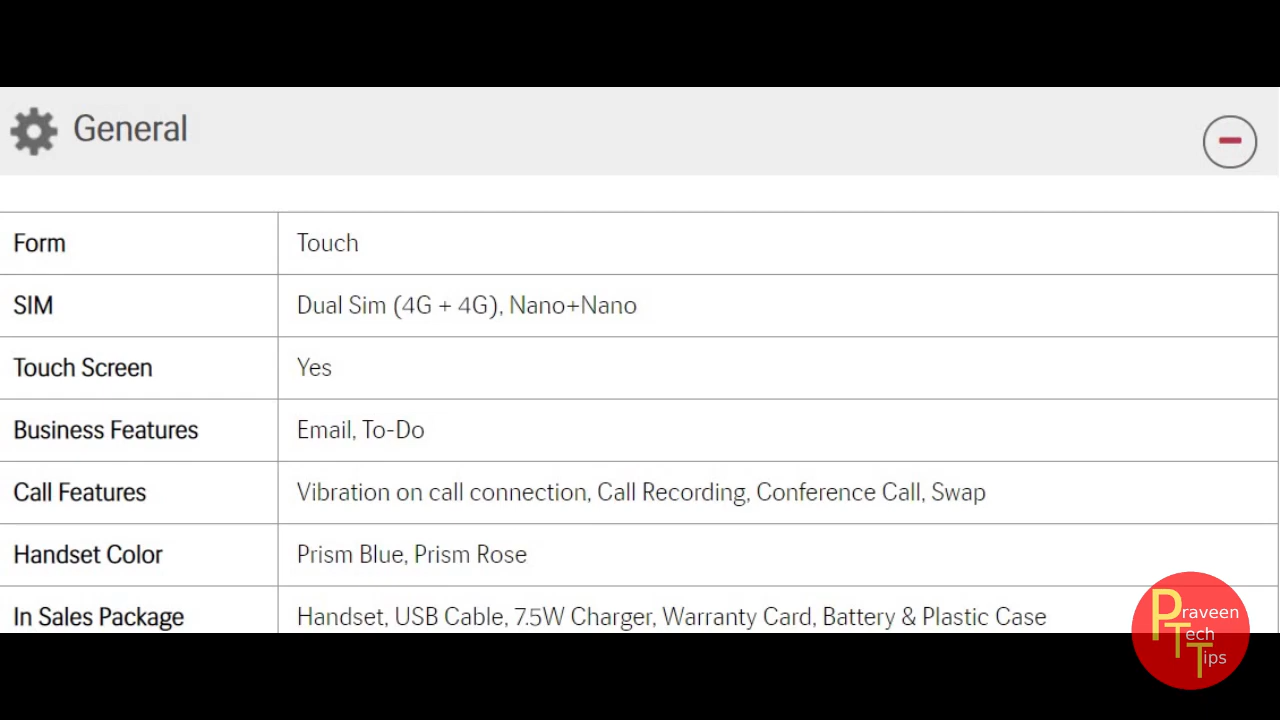 General
Form Touch
SIM Dual Sim (4G + 4G), Nano+Nano
Touch Screen Yes
Business Features Email, To-Do
Call Features Vibration on call connection, Call Recording, Conference Call, Swap
Handset Color Prism Blue, Prism Rose
In Sales Package Handset, USB Cable, 7.5W Charger, Warranty Card, Battery & Plastic Case
Praveen
Tech
Tips